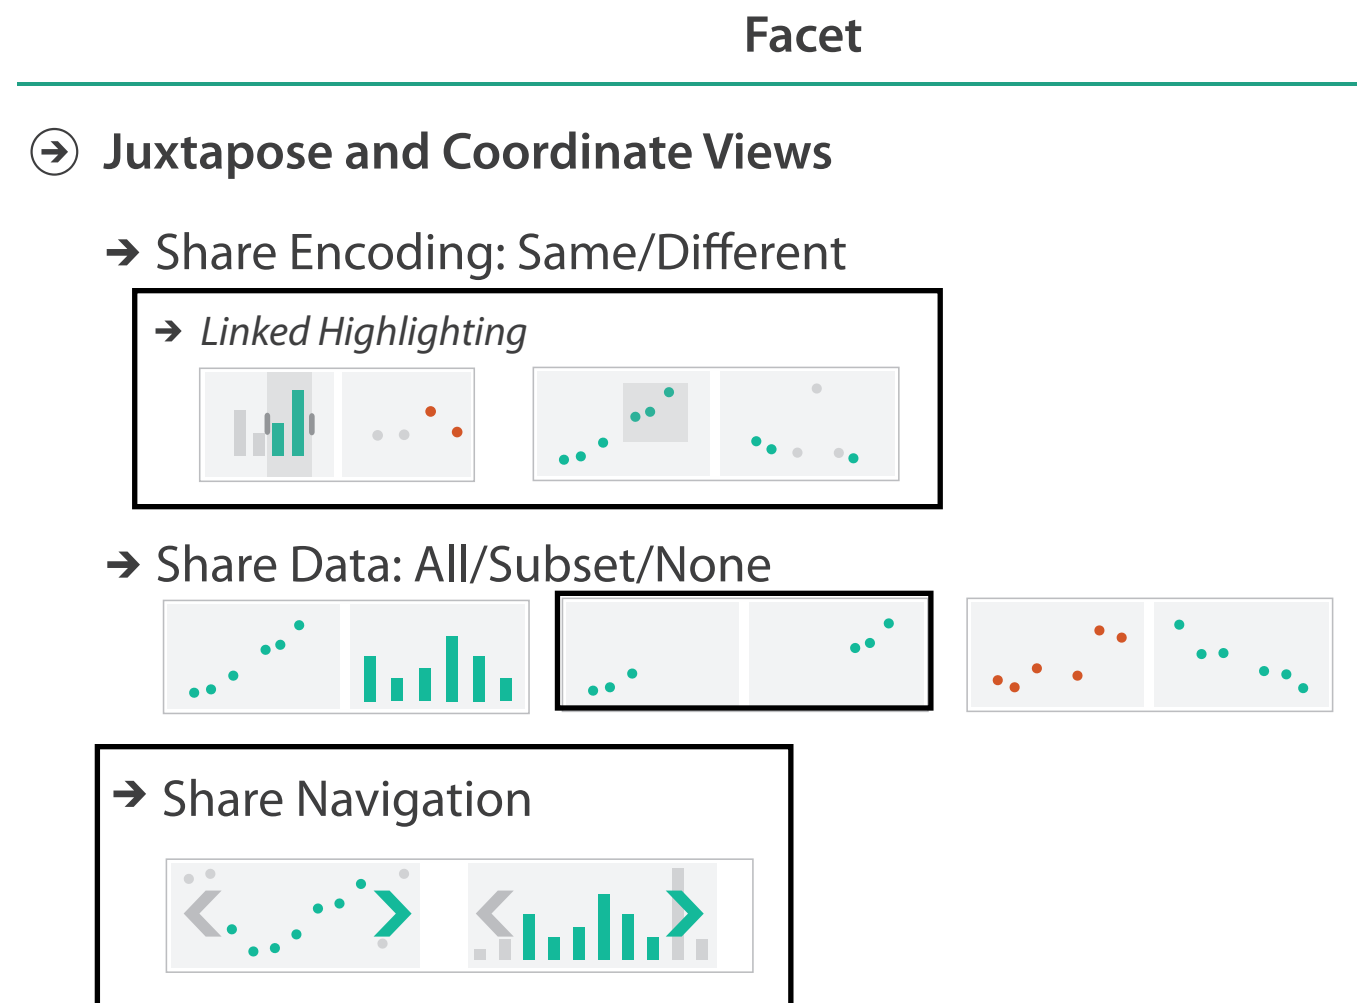 Facet
Juxtapose and Coordinate Views
Share Encoding: Same/Different
Linked Highlighting
Share Data: All/Subset/None
Share Navigation